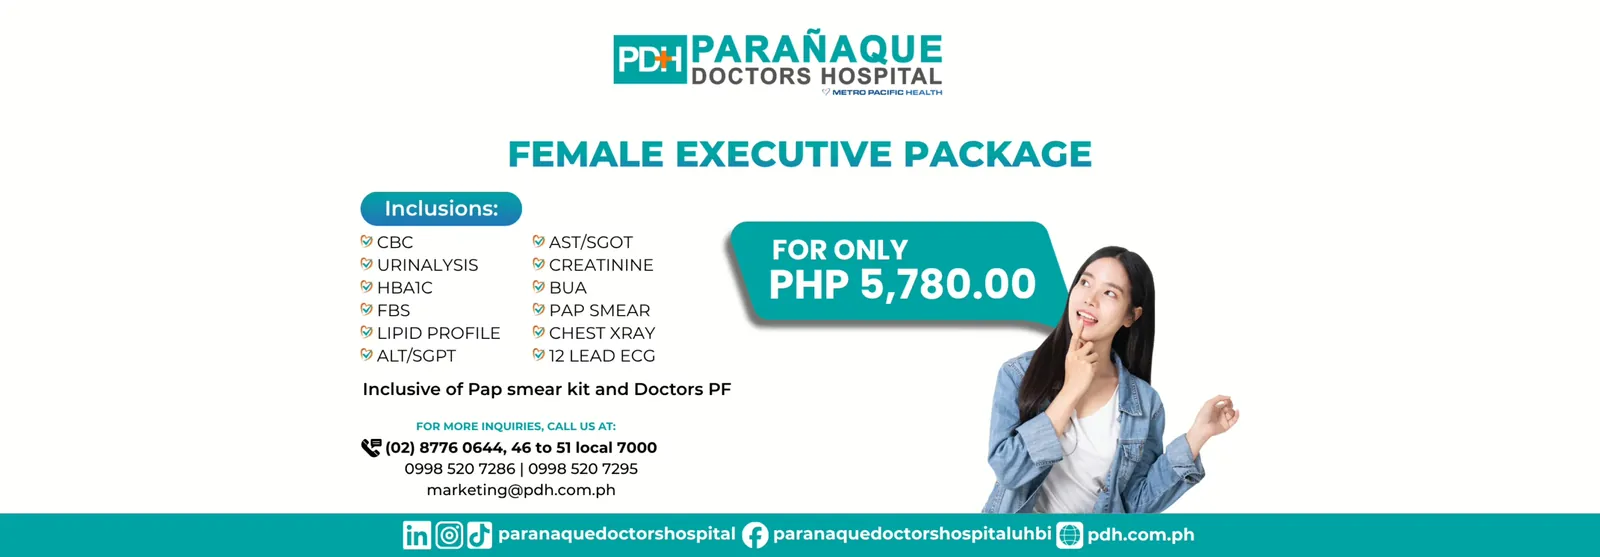 PDH PARAÑAQUE
DOCTORS HOSPITAL
METRO PACIFIC HEALTH
FEMALE EXECUTIVE PACKAGE
Inclusions:
CBC
URINALYSIS
HBA1C
FBS
LIPID PROFILE
ALT/SGPT
AST/SGOT
CREATININE
BUA
PAP SMEAR
CHEST XRAY
12 LEAD ECG
Inclusive of Pap smear kit and Doctors PF
FOR ONLY
PHP 5,780.00
FOR MORE INQUIRIES, CALL US AT:
(02) 8776 0644, 46 to 51 local 7000
0998 520 7286 | 0998 520 7295
marketing@pdh.com.ph
in paranaquedoctorshospital paranaquedoctorshospitaluhbi pdh.com.ph